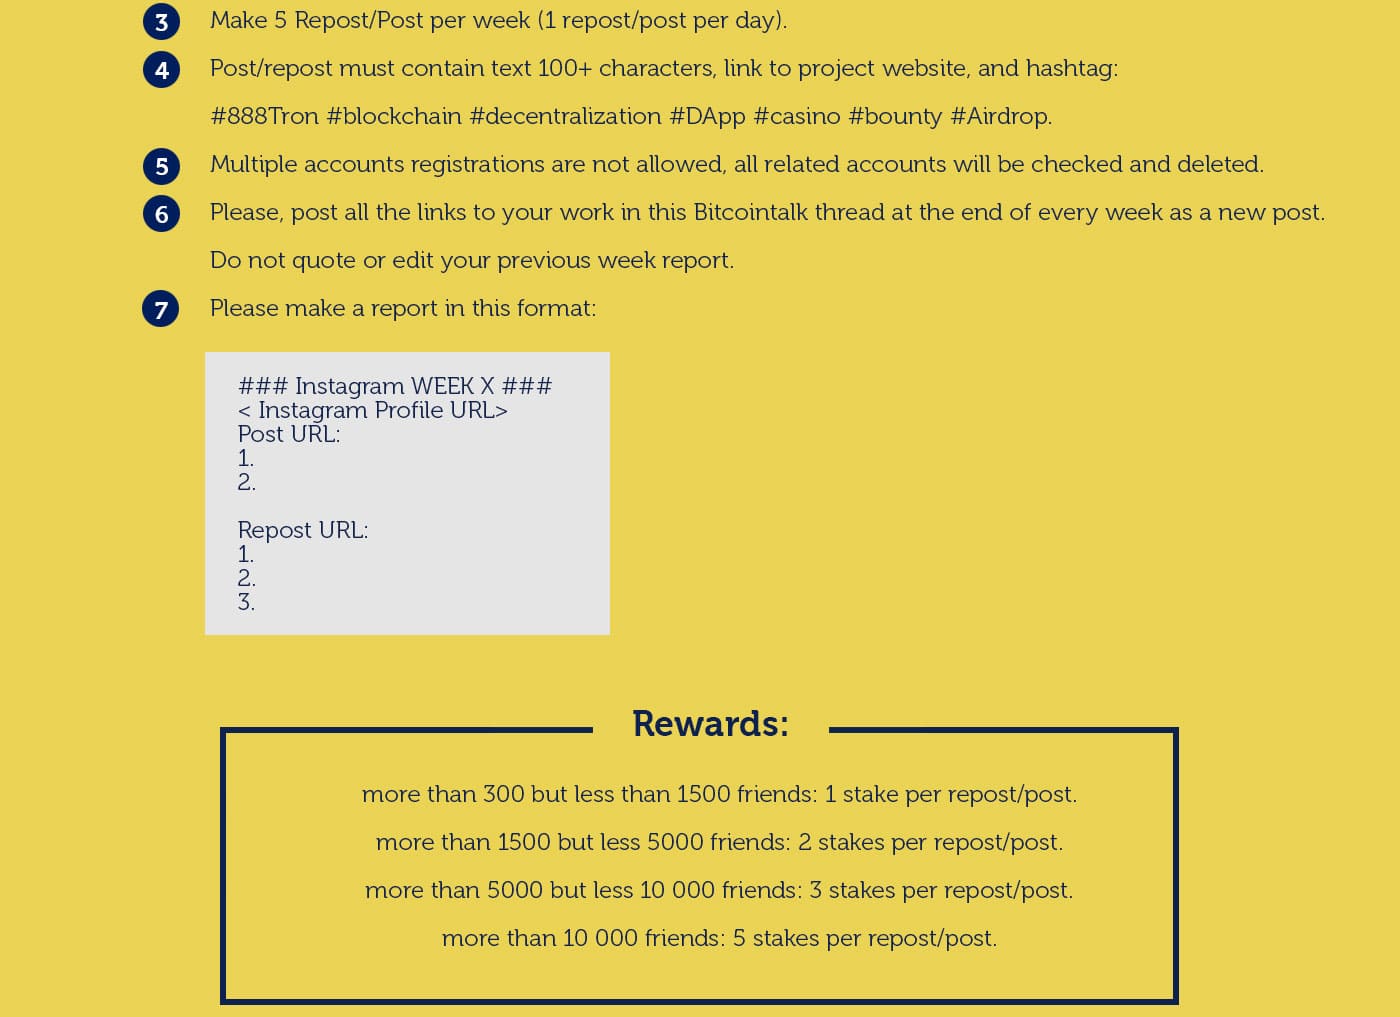 3 Make 5 Repost/Post per week (1 repost/post per day).
4 Post/repost must contain text 100+ characters, link to project website, and hashtag:
#888Tron #blockchain #decentralization #DApp #casino #bounty #Airdrop.
5 Multiple accounts registrations are not allowed, all related accounts will be checked and deleted.
6 Please, post all the links to your work in this Bitcointalk thread at the end of every week as a new post.
Do not quote or edit your previous week report.
7 Please make a report in this format:
### Instagram WEEK X ###
< Instagram Profile URL>
Post URL:
1.
2.
Repost URL:
1.
2.
3.
Rewards:
more than 300 but less than 1500 friends: 1 stake per repost/post.
more than 1500 but less 5000 friends: 2 stakes per repost/post.
more than 5000 but less 10 000 friends: 3 stakes per repost/post.
more than 10 000 friends: 5 stakes per repost/post.